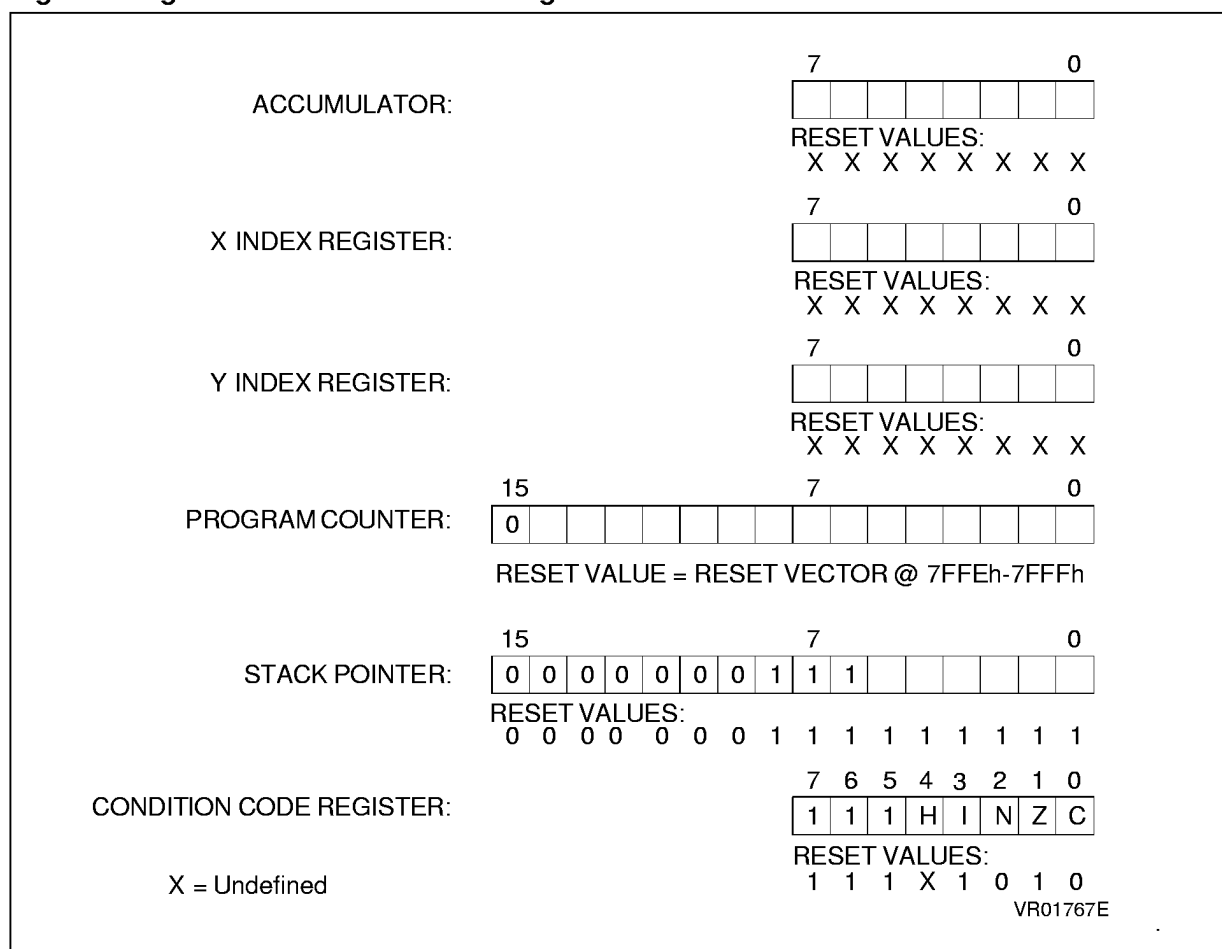 7 0
ACCUMULATOR:
RESET VALUES:
X X X X X X X X
7 0
X INDEX REGISTER:
RESET VALUES:
X X X X X X X X
7 0
Y INDEX REGISTER:
RESET VALUES:
X X X X X X X X
15 7 0
PROGRAM COUNTER:
0
RESET VALUE = RESET VECTOR @ 7FFEh-7FFFh
15 7 0
STACK POINTER:
0 0 0 0 0 0 0 1 1 1
RESET VALUES:
0 0 0 0 0 0 0 1 1 1 1 1 1 1 1 1
7 6 5 4 3 2 1 0
CONDITION CODE REGISTER:
1 1 1 H I N Z C
RESET VALUES:
1 1 1 X 1 0 1 0
X = Undefined
VR01767E